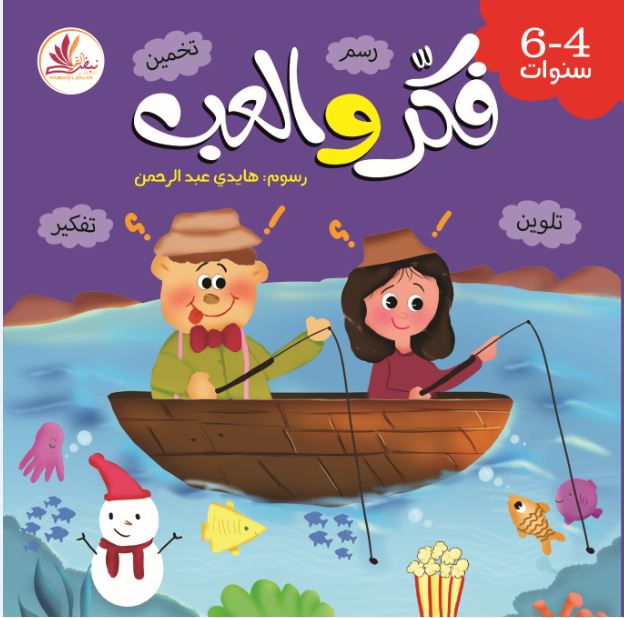 6-4
سنوات
رسم
تخمين
فكّر والعب
رسوم: هايدي عبد الرحمن
تلوين
تفكير